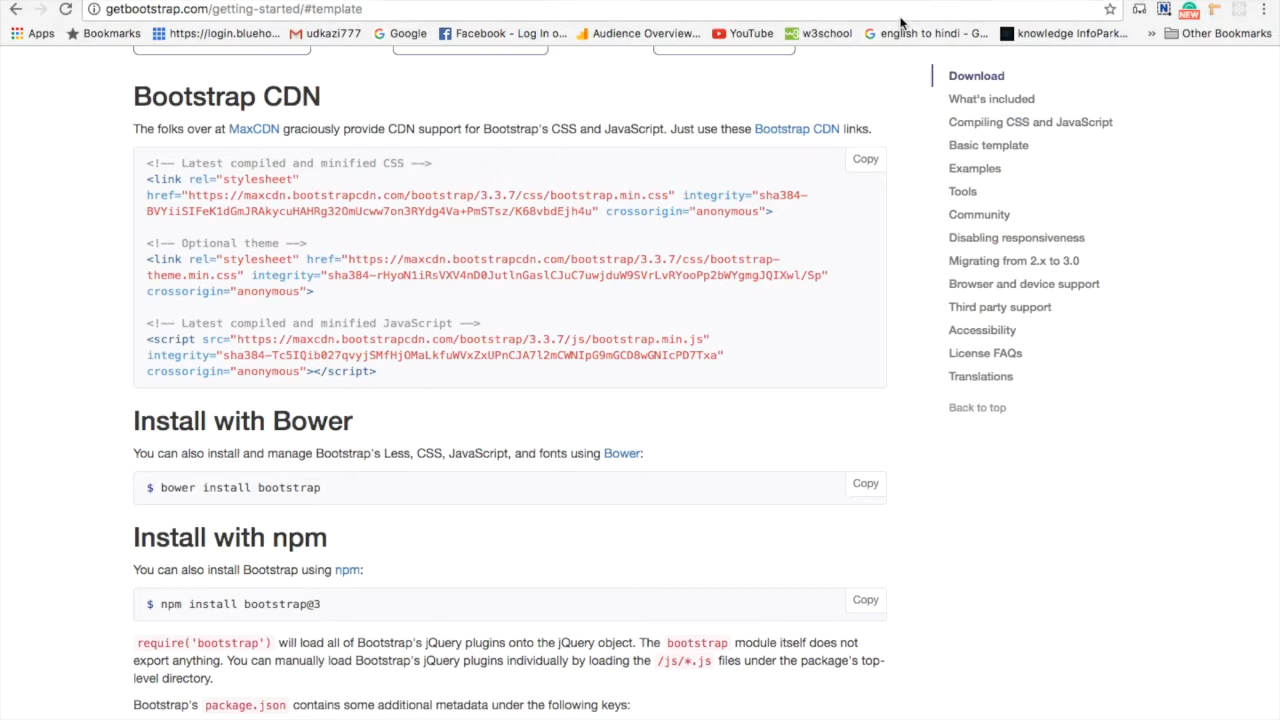 getbootstrap.com/getting-started/#template
NEW
Apps Bookmarks https://login.blueho... udkazi777 Google Facebook - Log In o... Audience Overview... YouTube w3school english to hindi - G... knowledge InfoPark... » Other Bookmarks
Bootstrap CDN
The folks over at MaxCDN graciously provide CDN support for Bootstrap's CSS and JavaScript. Just use these Bootstrap CDN links.
Copy
<!-- Latest compiled and minified CSS -->
<link rel="stylesheet"
href="https://maxcdn.bootstrapcdn.com/bootstrap/3.3.7/css/bootstrap.min.css" integrity="sha384-
BVYiiSIFeK1dGmJRAkycuHAHRg32OmUcww7on3RYdg4Va+PmSTsz/K68vbdEjh4u" crossorigin="anonymous">
<!-- Optional theme -->
<link rel="stylesheet" href="https://maxcdn.bootstrapcdn.com/bootstrap/3.3.7/css/bootstrap-
theme.min.css" integrity="sha384-rHyoN1iRsVXV4nD0JutlnGaslCJuC7uwjduW9SVrLvRYooPp2bWYgmgJQIXwl/Sp"
crossorigin="anonymous">
<!-- Latest compiled and minified JavaScript -->
<script src="https://maxcdn.bootstrapcdn.com/bootstrap/3.3.7/js/bootstrap.min.js"
integrity="sha384-Tc5IQib027qvyjSMfHjOMaLkfuWVxZxUPnCJA7l2mCWNIpG9mGCD8wGNIcPD7Txa"
crossorigin="anonymous"></script>
Install with Bower
You can also install and manage Bootstrap's Less, CSS, JavaScript, and fonts using Bower:
Copy
$ bower install bootstrap
Install with npm
You can also install Bootstrap using npm:
Copy
$ npm install bootstrap@3
require('bootstrap') will load all of Bootstrap's jQuery plugins onto the jQuery object. The bootstrap module itself does not
export anything. You can manually load Bootstrap's jQuery plugins individually by loading the /js/*.js files under the package's top-
level directory.
Bootstrap's package.json contains some additional metadata under the following keys:
Download
What's included
Compiling CSS and JavaScript
Basic template
Examples
Tools
Community
Disabling responsiveness
Migrating from 2.x to 3.0
Browser and device support
Third party support
Accessibility
License FAQs
Translations
Back to top